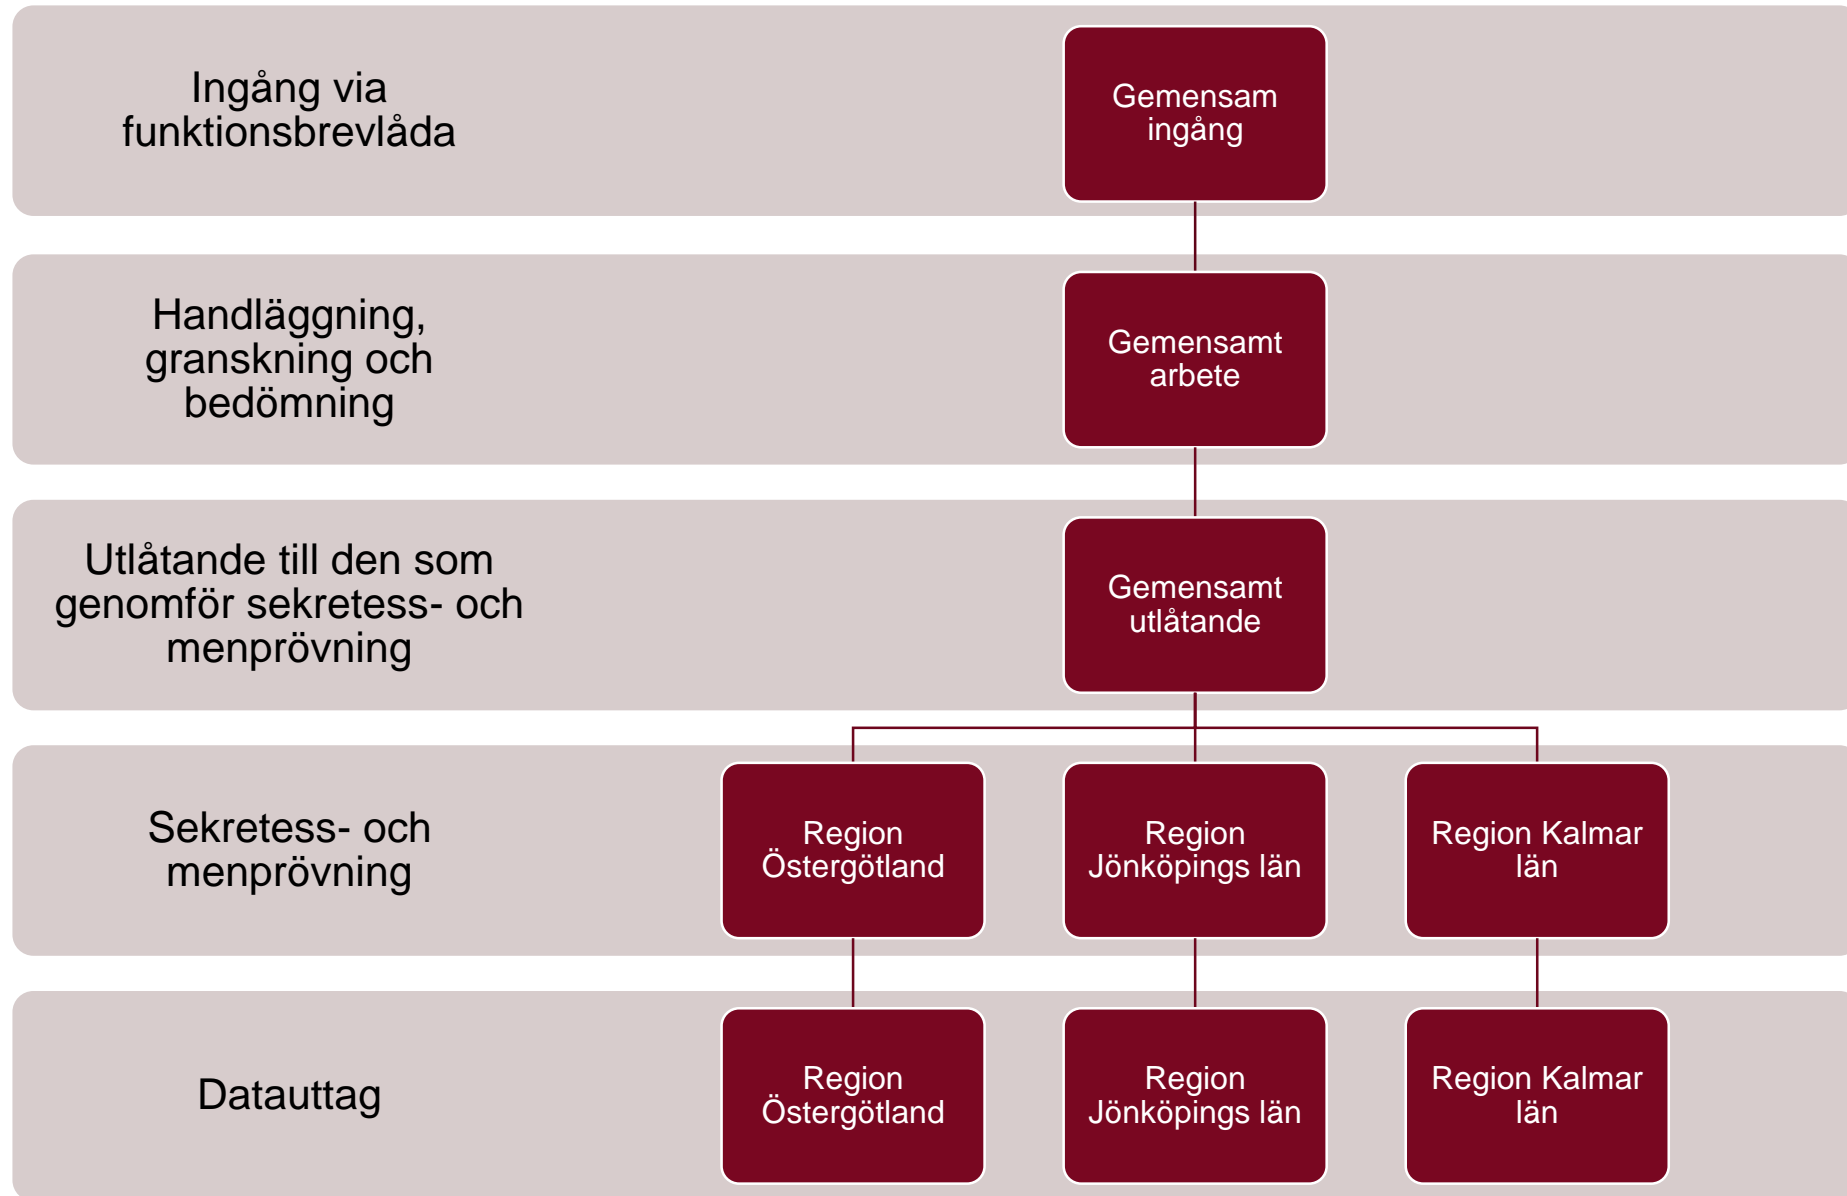 Ingång via
funktionsbrevlåda
Gemensam
ingång
Handläggning,
granskning och
bedömning
Gemensamt
arbete
Utlåtande till den som
genomför sekretess- och
menprövning
Gemensamt
utlåtande
Sekretess- och
menprövning
Region
Östergötland
Region
Jönköpings län
Region Kalmar
län
Datauttag
Region
Östergötland
Region
Jönköpings län
Region Kalmar
län